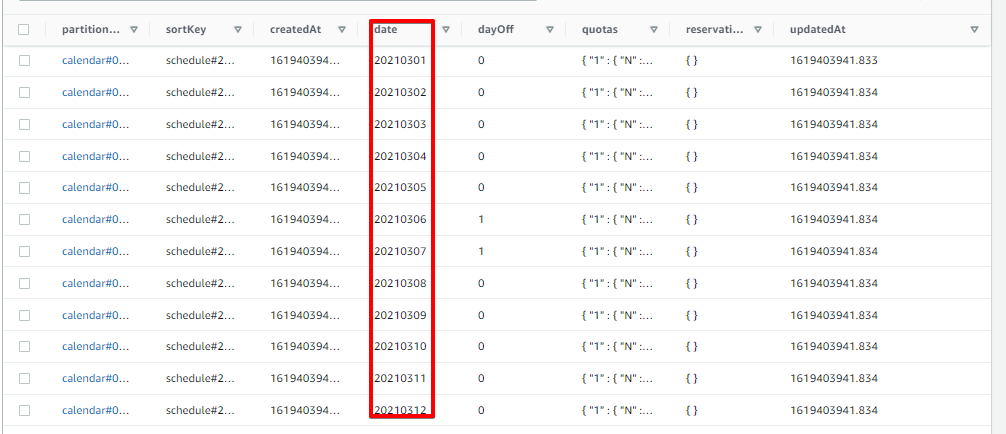 partition... sortKey createdAt date dayOff quotas reservati... updatedAt
calendar#0... schedule#2... 161940394... 20210301 0 { "1" : { "N" :... { } 1619403941.833
calendar#0... schedule#2... 161940394... 20210302 0 { "1" : { "N" :... { } 1619403941.834
calendar#0... schedule#2... 161940394... 20210303 0 { "1" : { "N" :... { } 1619403941.834
calendar#0... schedule#2... 161940394... 20210304 0 { "1" : { "N" :... { } 1619403941.834
calendar#0... schedule#2... 161940394... 20210305 0 { "1" : { "N" :... { } 1619403941.834
calendar#0... schedule#2... 161940394... 20210306 1 { "1" : { "N" :... { } 1619403941.834
calendar#0... schedule#2... 161940394... 20210307 1 { "1" : { "N" :... { } 1619403941.834
calendar#0... schedule#2... 161940394... 20210308 0 { "1" : { "N" :... { } 1619403941.834
calendar#0... schedule#2... 161940394... 20210309 0 { "1" : { "N" :... { } 1619403941.834
calendar#0... schedule#2... 161940394... 20210310 0 { "1" : { "N" :... { } 1619403941.834
calendar#0... schedule#2... 161940394... 20210311 0 { "1" : { "N" :... { } 1619403941.834
calendar#0... schedule#2... 161940394... 20210312 0 { "1" : { "N" :... { } 1619403941.834